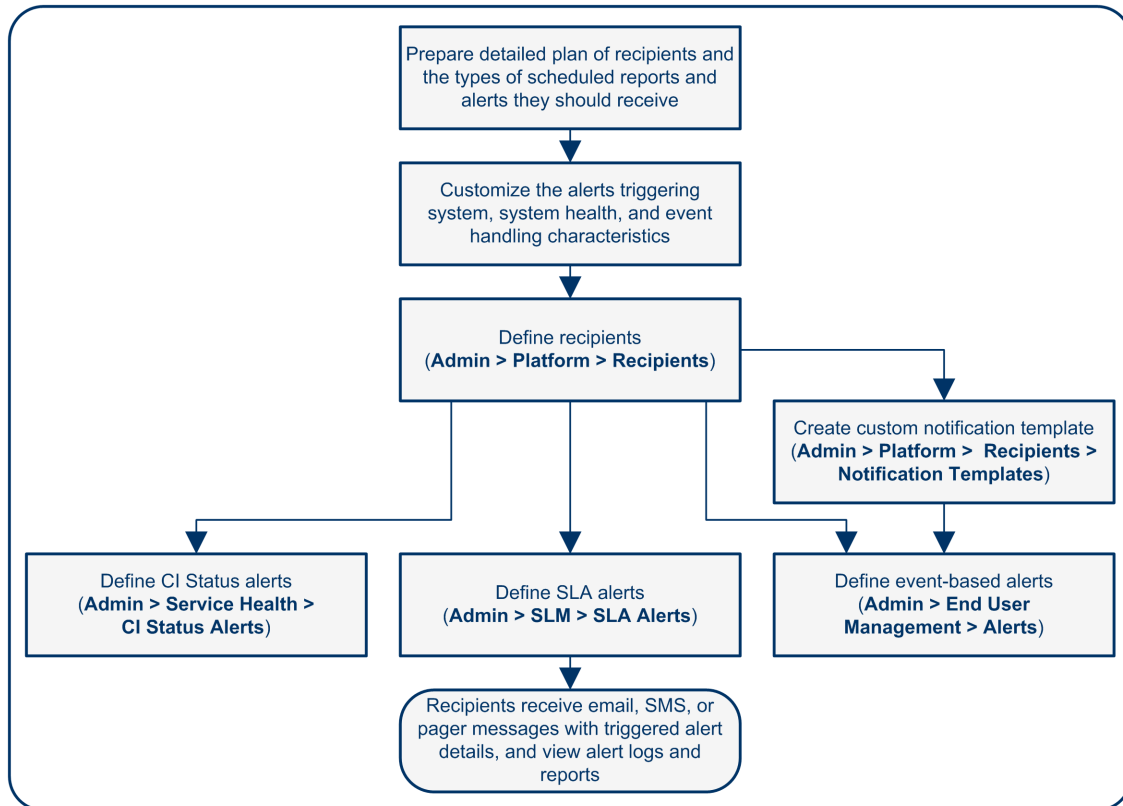 Prepare detailed plan of recipients and
the types of scheduled reports and
alerts they should receive
Customize the alerts triggering
system, system health, and event
handling characteristics
Define recipients
(Admin > Platform > Recipients)
Create custom notification template
(Admin > Platform >  Recipients >
Notification Templates)
Define CI Status alerts
(Admin > Service Health >
CI Status Alerts)
Define SLA alerts
(Admin > SLM > SLA Alerts)
Define event-based alerts
(Admin > End User
Management > Alerts)
Recipients receive email, SMS, or
pager messages with triggered alert
details, and view alert logs and
reports